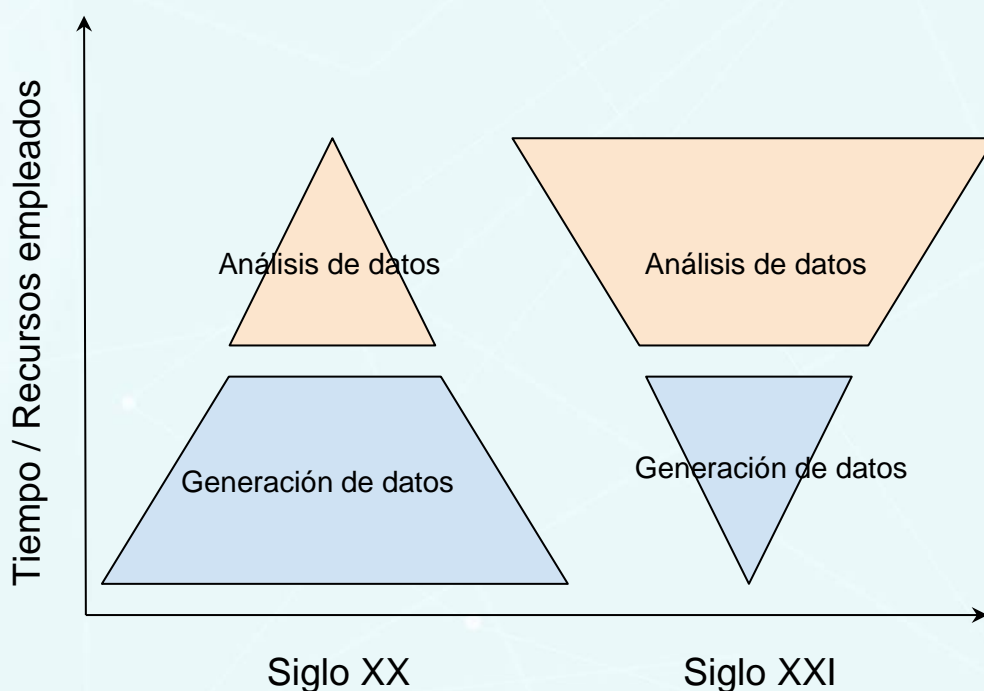 Tiempo / Recursos empleados
Análisis de datos
Análisis de datos
Generación de datos
Generación de datos
Siglo XX
Siglo XXI